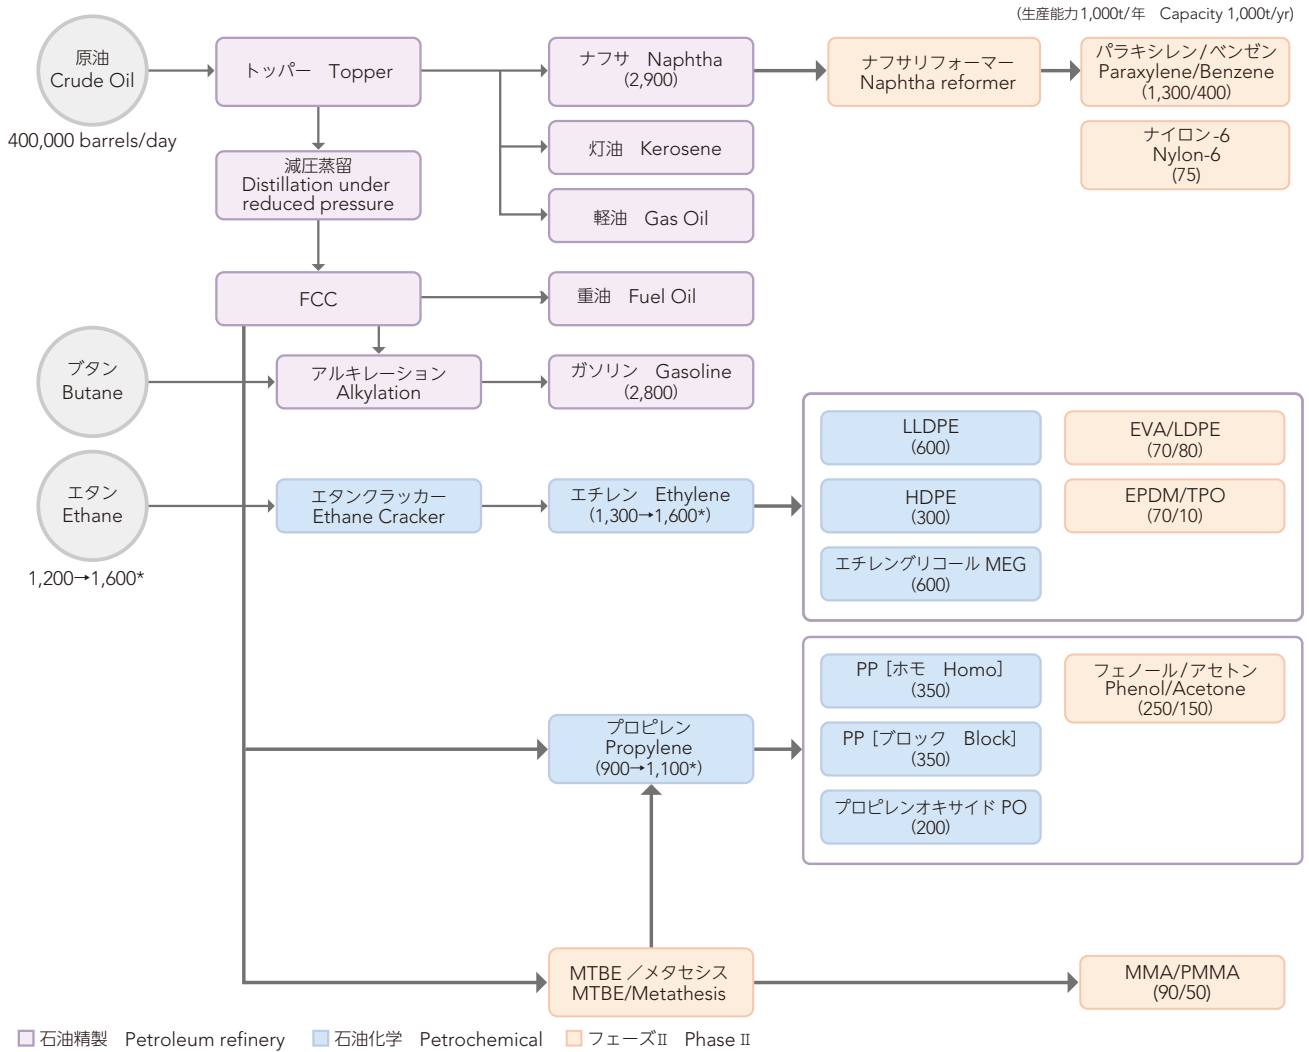 (生産能力1,000t/年　Capacity 1,000t/yr)
原油
Crude Oil
400,000 barrels/day
トッパー　Topper
ナフサ　Naphtha
(2,900)
ナフサリフォーマー
Naphtha reformer
パラキシレン/ベンゼン
Paraxylene/Benzene
(1,300/400)
灯油　Kerosene
ナイロン-6
Nylon-6
(75)
減圧蒸留
Distillation under
reduced pressure
軽油　Gas Oil
FCC
重油　Fuel Oil
ブタン
Butane
アルキレーション
Alkylation
ガソリン　Gasoline
(2,800)
エタン
Ethane
1,200→1,600*
エタンクラッカー
Ethane Cracker
エチレン　Ethylene
(1,300→1,600*)
LLDPE
(600)
EVA/LDPE
(70/80)
HDPE
(300)
EPDM/TPO
(70/10)
エチレングリコール MEG
(600)
プロピレン
Propylene
(900→1,100*)
PP [ホモ　Homo]
(350)
フェノール/アセトン
Phenol/Acetone
(250/150)
PP [ブロック　Block]
(350)
プロピレンオキサイド PO
(200)
MTBE／メタセシス
MTBE/Metathesis
MMA/PMMA
(90/50)
石油精製　Petroleum refinery
石油化学　Petrochemical
フェーズII　Phase II